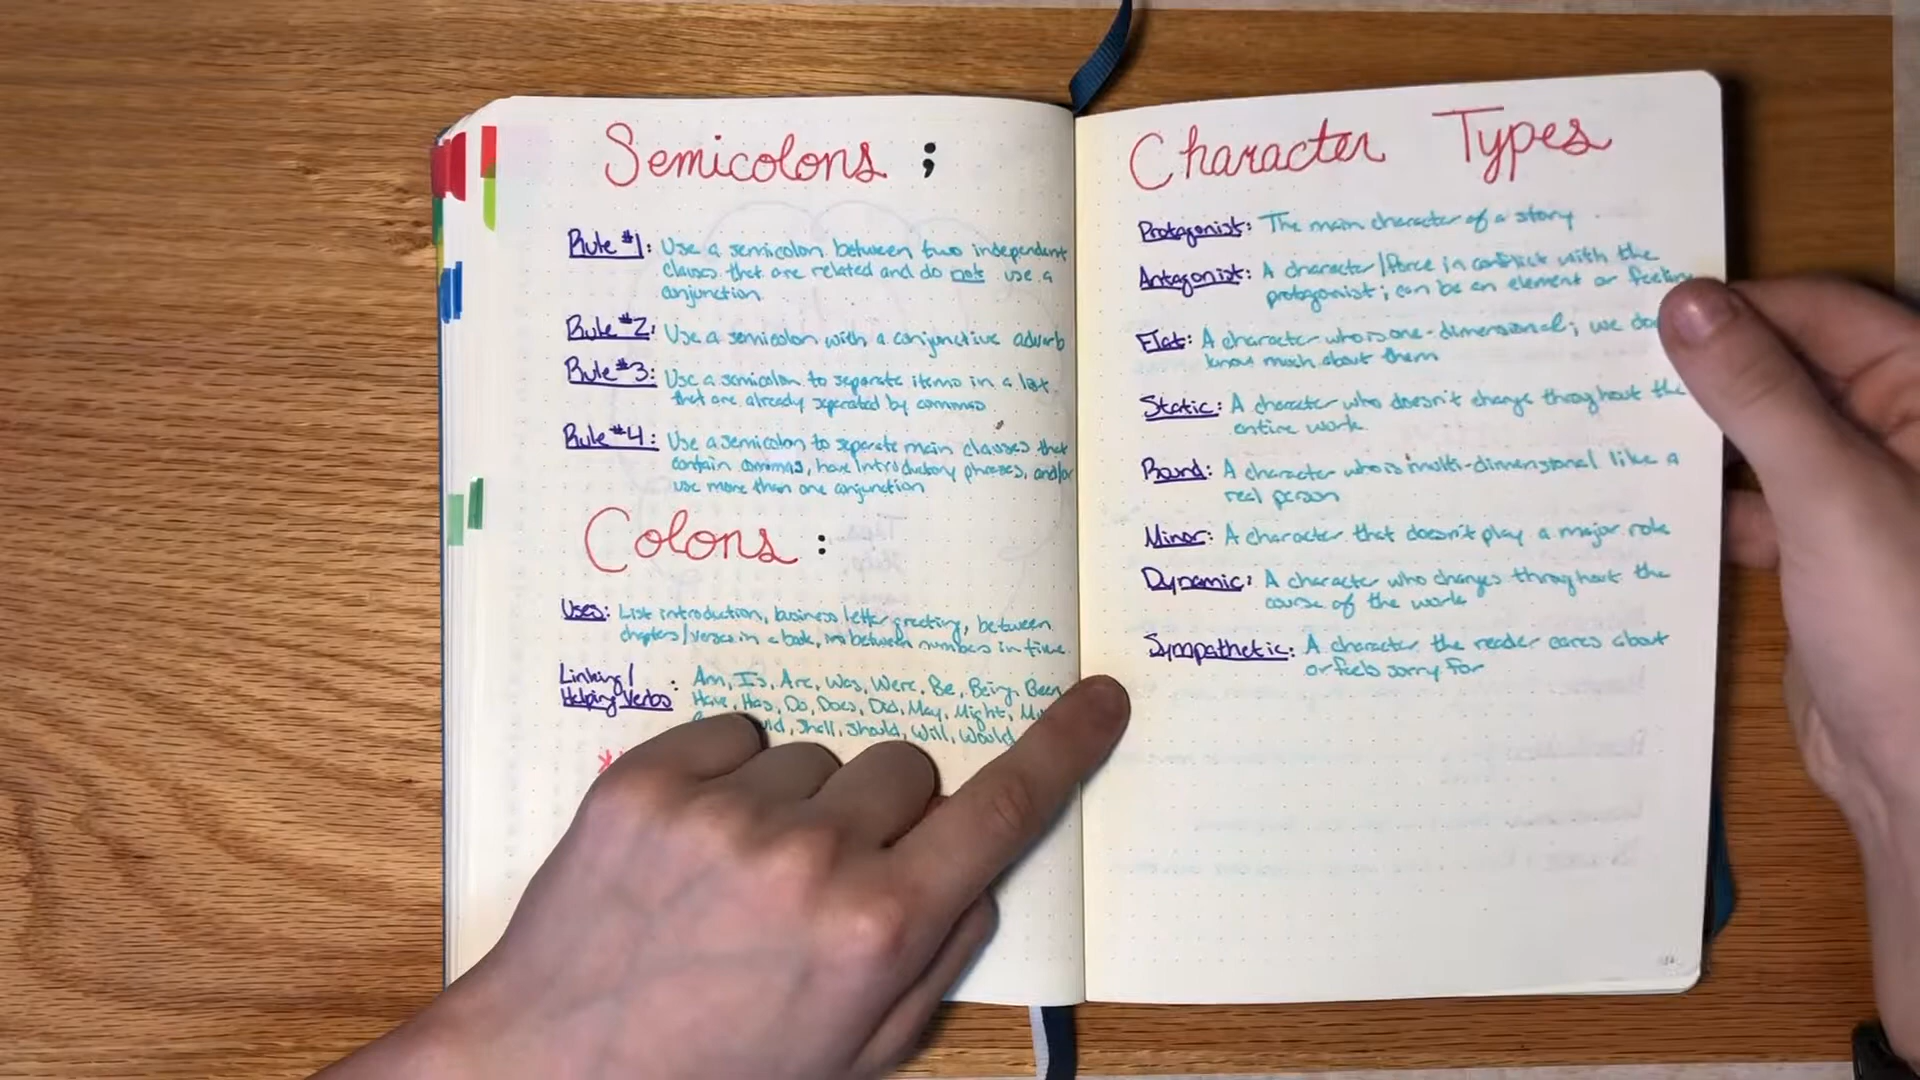 Semicolons ;
Rule #1: Use a semicolon between two independent
clauses that are related and do not use a
conjunction
Rule #2: Use a semicolon with a conjunctive adverb
Rule #3: Use a semicolon to separate items in a list
that are already seperated by commas
Rule #4: Use a semicolon to separate main clauses that
contain commas, have introductory phrases, and/or
use more than one conjunction
Colons :
Uses: List introduction, business letter greeting, between
chapters/verses in a book, in between numbers in time
Linking/
Helping Verbs : Am, Is, Are, Was, Were, Be, Being, Been
Have, Has, Do, Does, Did, May, Might,
Shall, Should, Will, Would
Character Types
Protagonist: The main character of a story
Antagonist: A character/force in conflict with the
protagonist; can be an element or feeling
Flat: A character who is one-dimensional; we
know much about them
Static: A character who doesn't change throughout the
entire work
Round: A character who is multi-dimensional like a
real person
Minor: A character that doesn't play a major role
Dynamic: A character who changes throughout the
course of the work
Sympathetic: A character the reader cares about
or feels sorry for